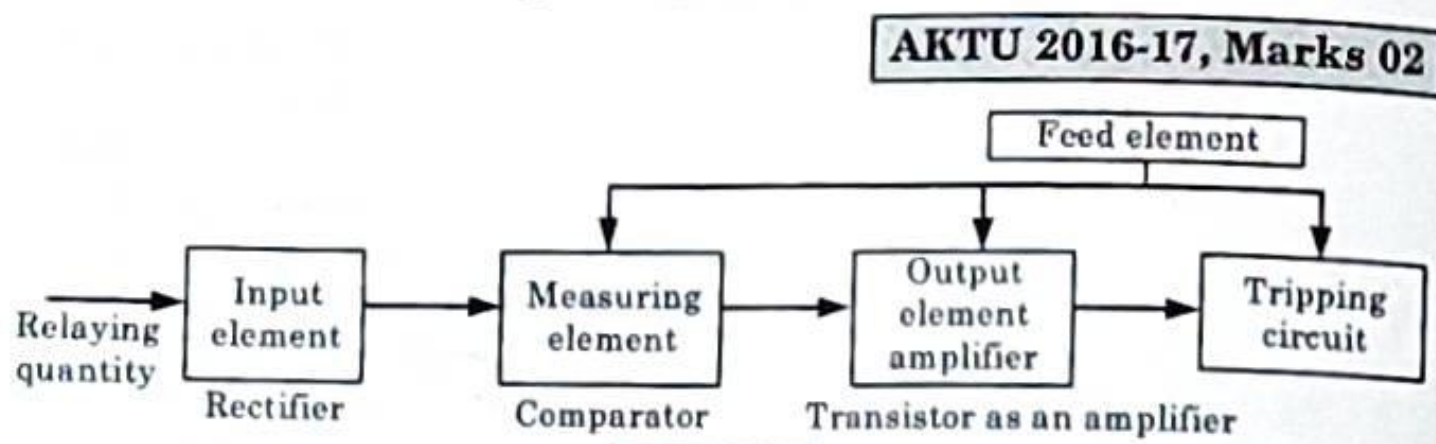 AKTU 2016-17, Marks 02
Feed element
Relaying
quantity
Input
element
Rectifier
Measuring
element
Comparator
Output
element
amplifier
Transistor as an amplifier
Tripping
circuit